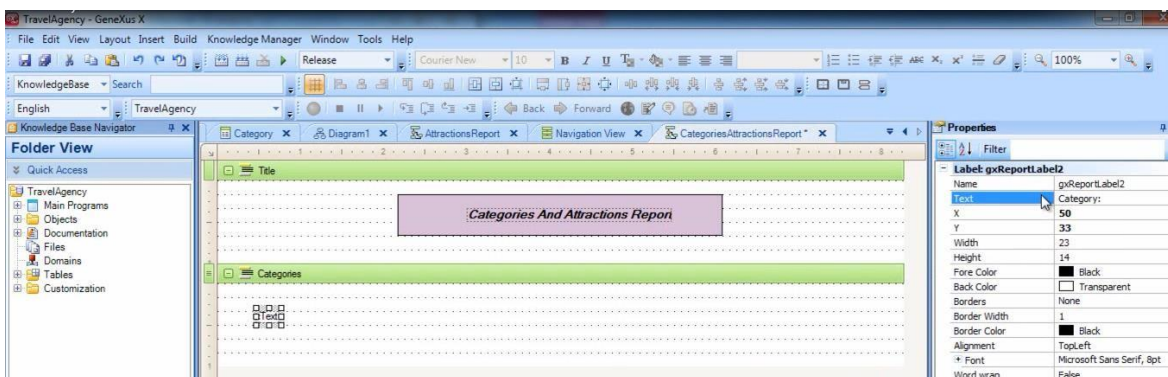 TravelAgency - GeneXus X
File Edit View Layout Insert Build Knowledge Manager Window Tools Help
Release Courier New 10 B I U ABC 100%
KnowledgeBase Search
English TravelAgency Back Forward
Knowledge Base Navigator
Category Diagram1 AttractionsReport Navigation View CategoriesAttractionsReport *
Properties
Folder View
Filter
Quick Access
Title
Label: gxReportLabel2
Name gxReportLabel2
TravelAgency
Text Category:
Main Programs
X 50
Objects
Categories And Attractions Report
Y 33
Documentation
Width 23
Files
Height 14
Domains
Fore Color Black
Tables
Categories
Back Color Transparent
Customization
Borders None
Border Width 1
Text
Border Color Black
Alignment TopLeft
Font Microsoft Sans Serif, 8pt
Word wrap False